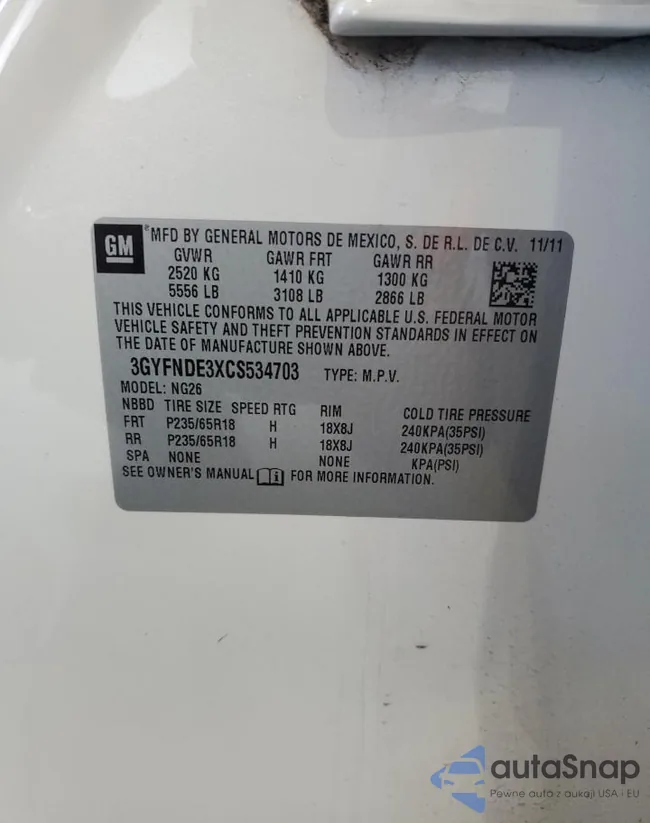 GM
®MFD BY GENERAL MOTORS DE MEXICO, S. DE R.L. DE C.V. 11/11
GVWR GAWR FRT GAWR RR
2520 KG 1410 KG 1300 KG
5556 LB 3108 LB 2866 LB
THIS VEHICLE CONFORMS TO ALL APPLICABLE U.S. FEDERAL MOTOR
VEHICLE SAFETY AND THEFT PREVENTION STANDARDS IN EFFECT ON
THE DATE OF MANUFACTURE SHOWN ABOVE.
3GYFNDE3XCS534703 TYPE: M.P.V.
MODEL: NG26
NBBD TIRE SIZE SPEED RTG RIM COLD TIRE PRESSURE
FRT P235/65R18 H 18X8J 240KPA(35PSI)
RR P235/65R18 H 18X8J 240KPA(35PSI)
SPA NONE NONE KPA(PSI)
SEE OWNER'S MANUAL FOR MORE INFORMATION.
autaSnap
Pewne auto z aukcji USA i EU